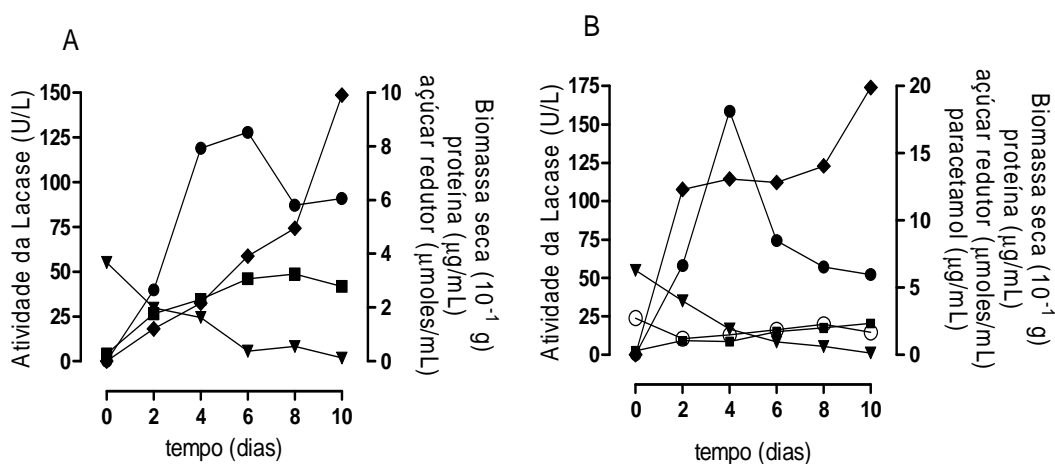 A
Atividade da Lacase (U/L)
150
125
100
75
50
25
0
10
8
6
4
2
0
Biomassa seca (10⁻¹ g)
proteína (μg/mL)
açúcar redutor (μmoles/mL)
0 2 4 6 8 10
tempo (dias)
B
Atividade da Lacase (U/L)
175
150
125
100
75
50
25
0
20
15
10
5
0
Biomassa seca (10⁻¹ g)
proteína (μg/mL)
açúcar redutor (μmoles/mL)
paracetamol (μg/mL)
0 2 4 6 8 10
tempo (dias)